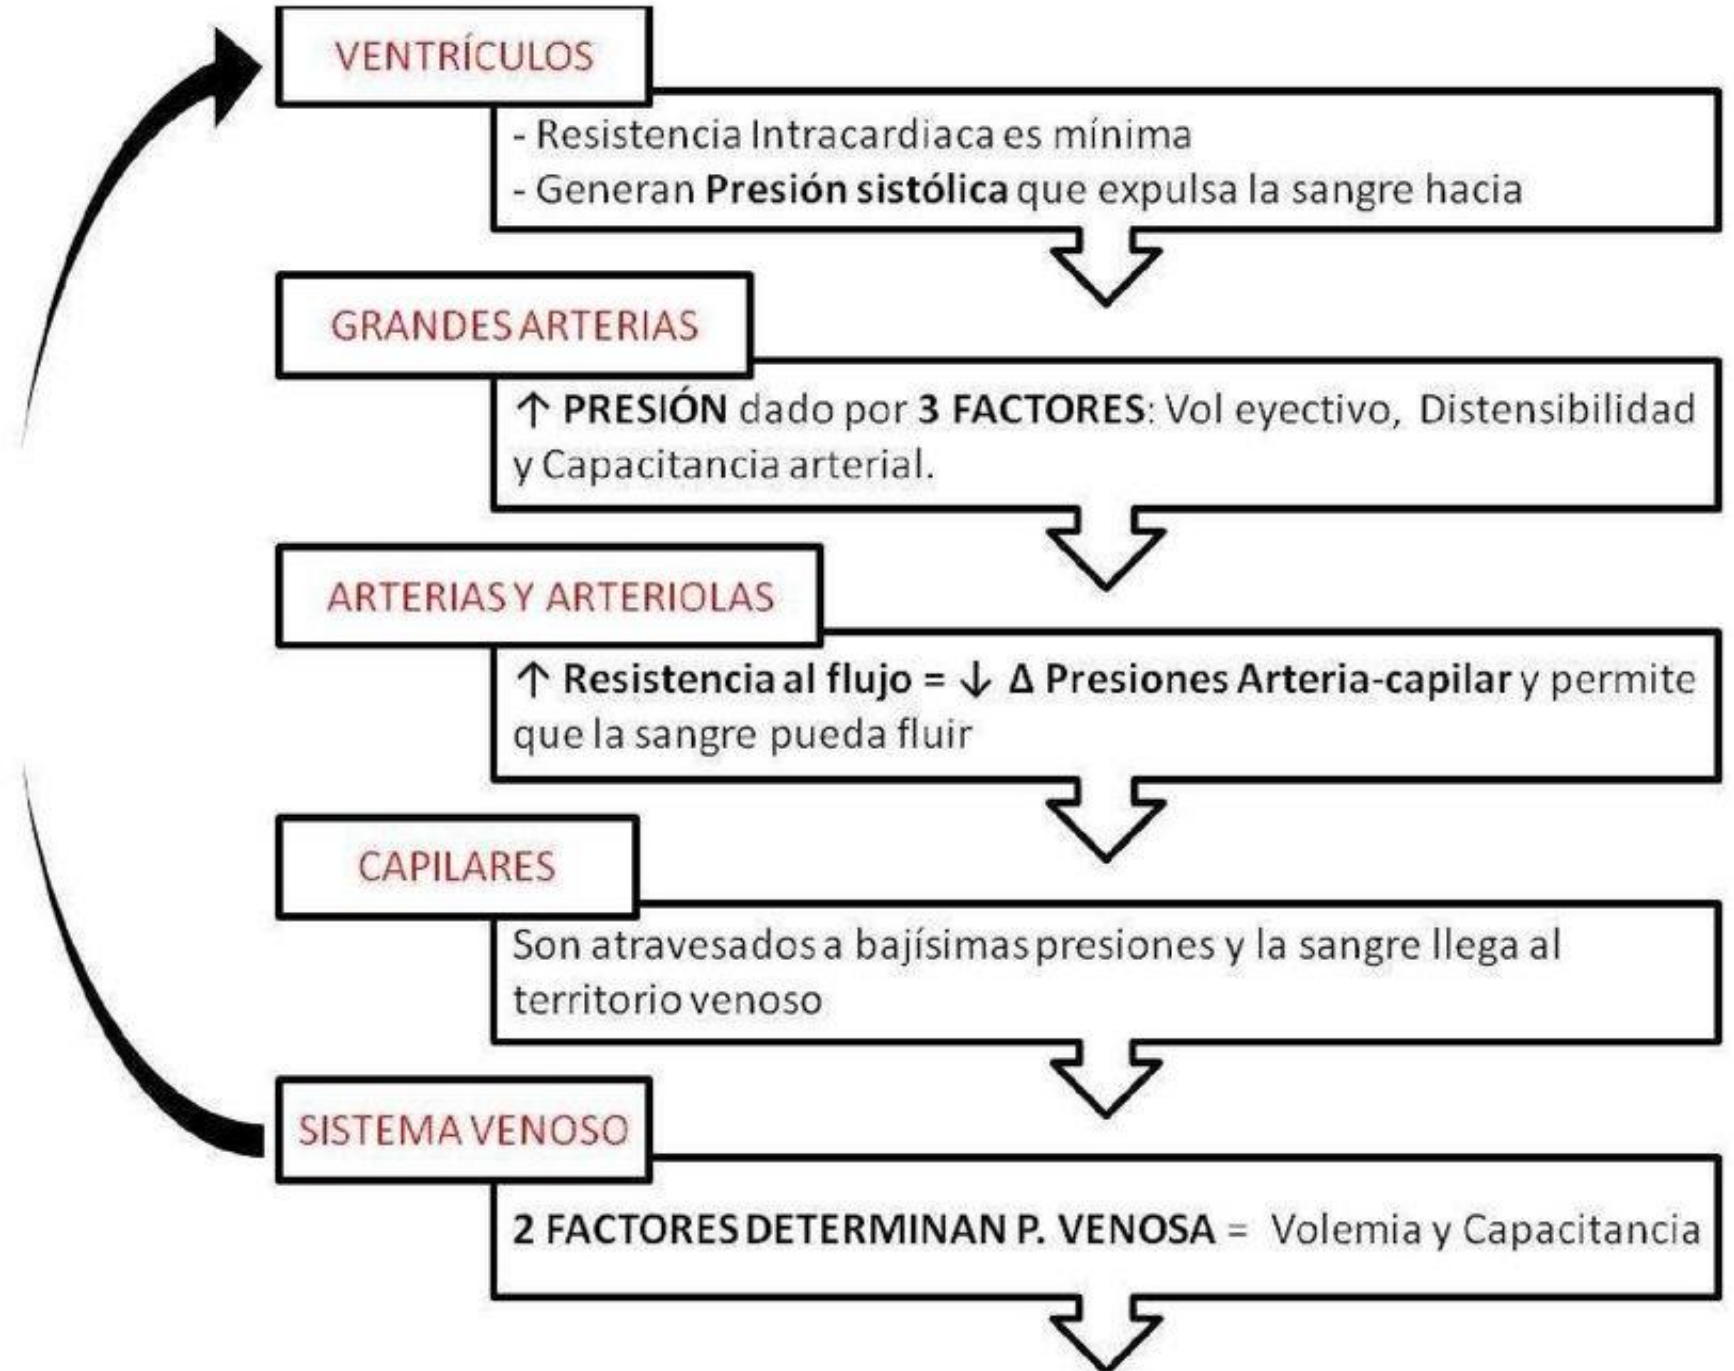 VENTRÍCULOS
- Resistencia Intracardiaca es mínima
- Generan Presión sistólica que expulsa la sangre hacia
GRANDES ARTERIAS
↑ PRESIÓN dado por 3 FACTORES: Vol eyectivo, Distensibilidad
y Capacitancia arterial.
ARTERIAS Y ARTERIOLAS
↑ Resistencia al flujo = ↓ Δ Presiones Arteria-capilar y permite
que la sangre pueda fluir
CAPILARES
Son atravesados a bajísimas presiones y la sangre llega al
territorio venoso
SISTEMA VENOSO
2 FACTORES DETERMINAN P. VENOSA = Volemia y Capacitancia